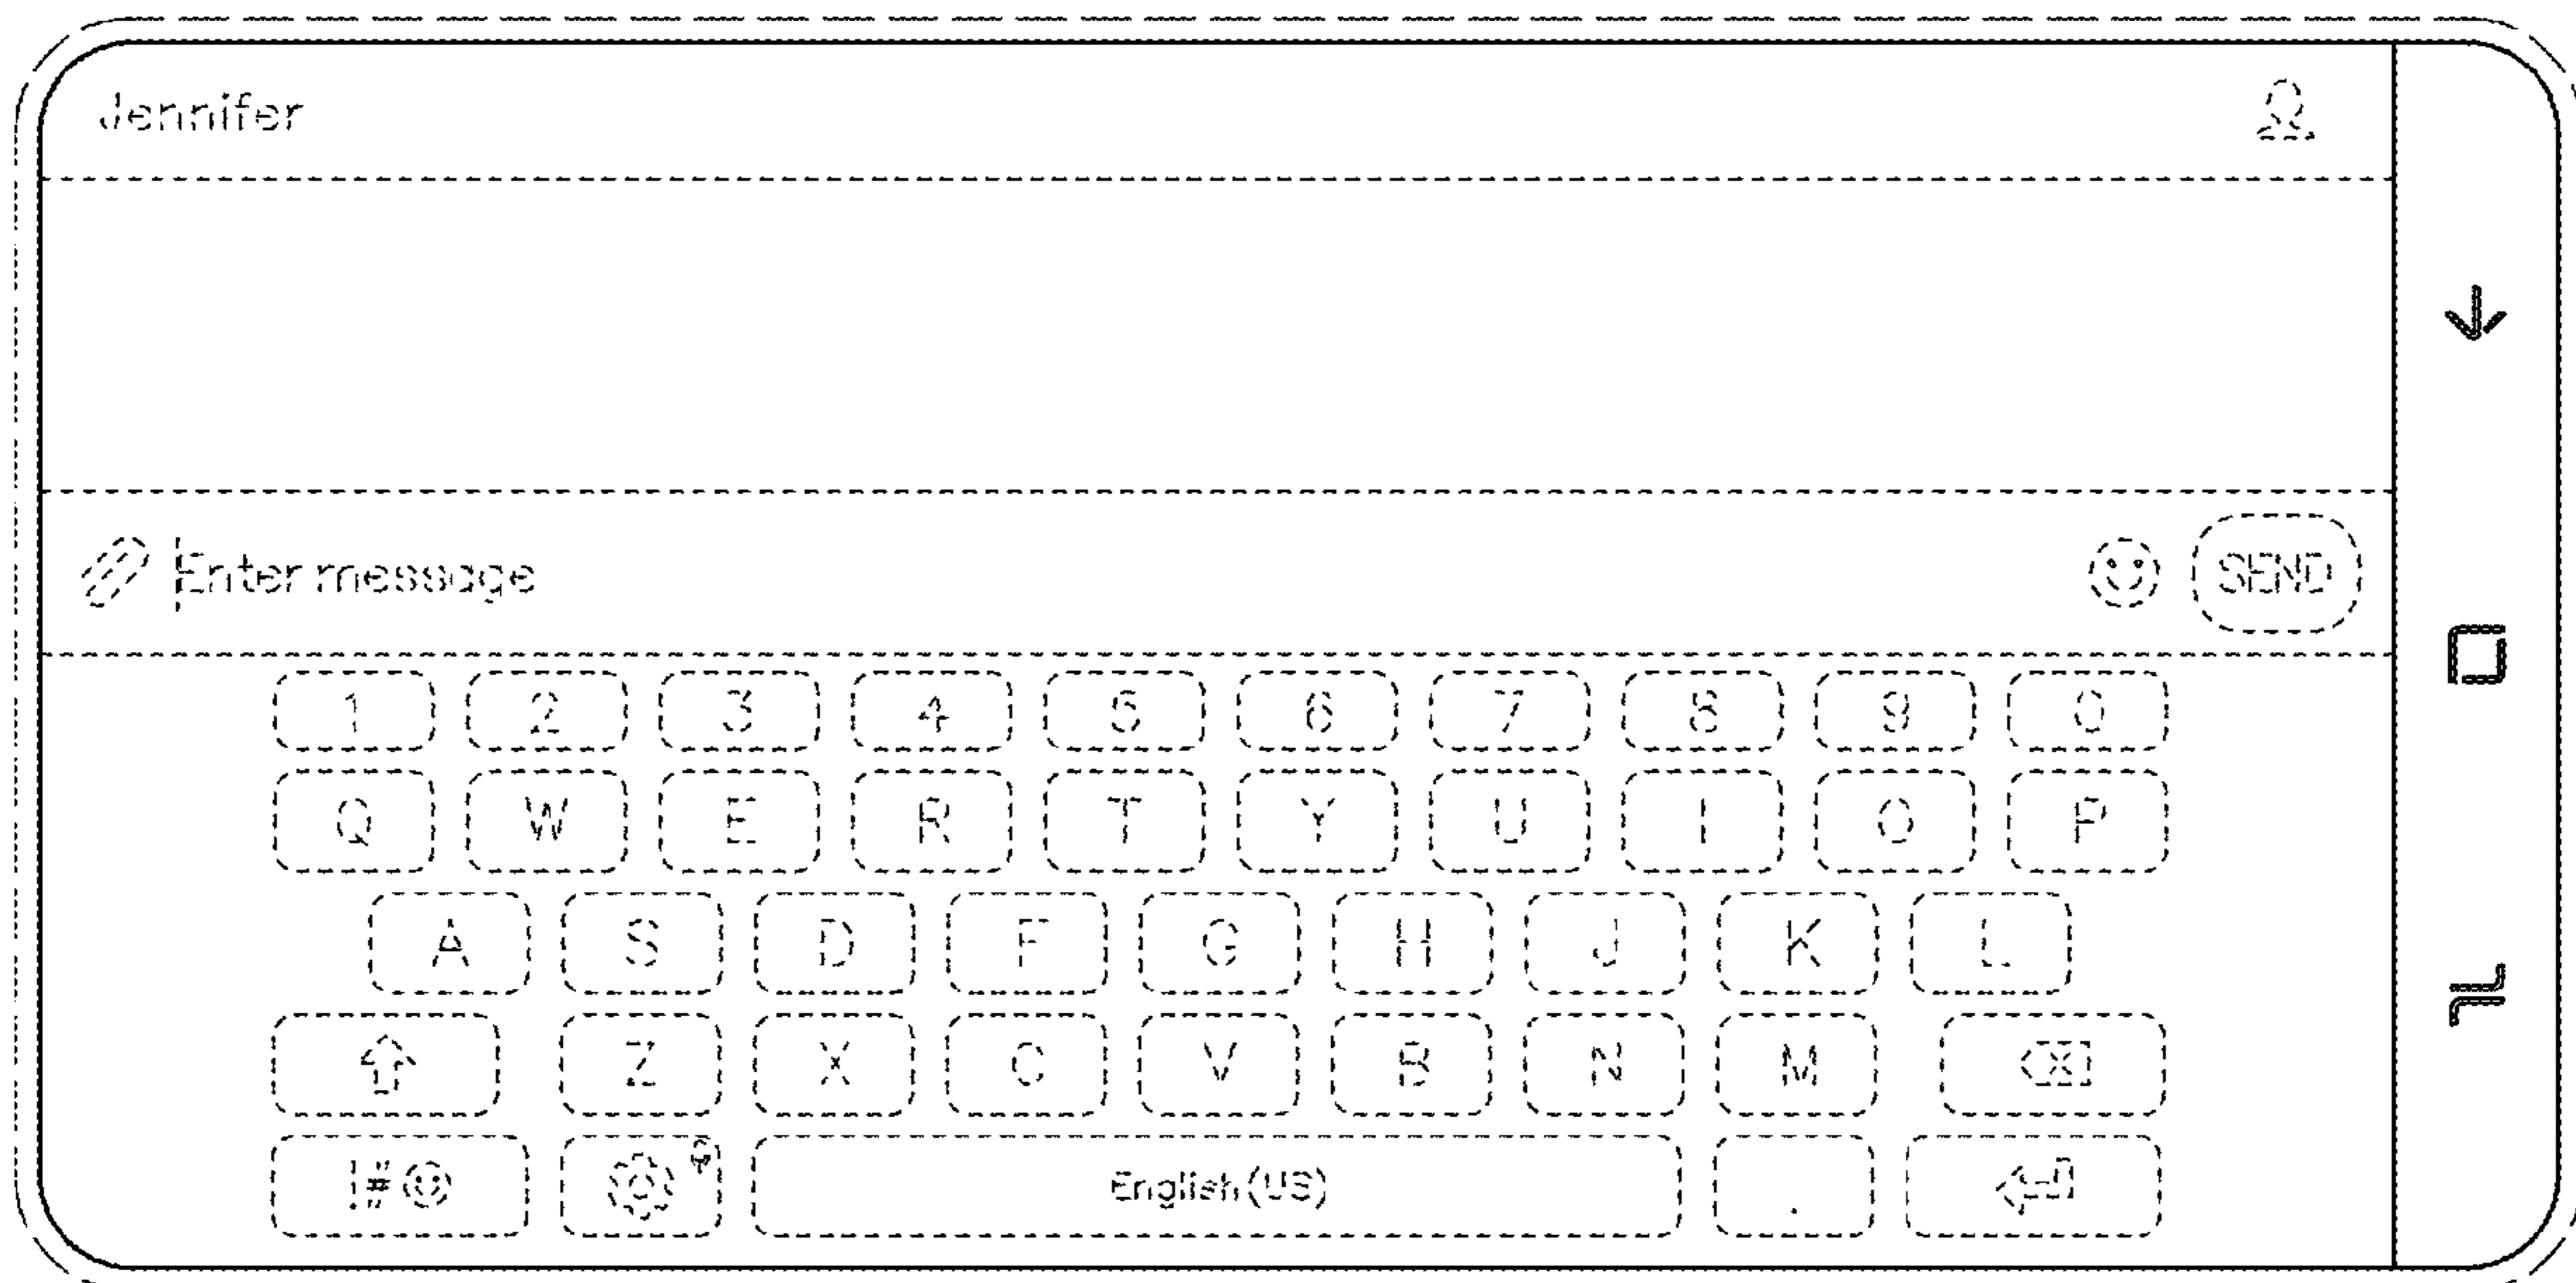 Jennifer
Enter message SEND
1 2 3 4 5 6 7 8 9 0
Q W E R T Y U I O P
A S D F G H J K L
Z X C V B N M
!#☺ English(US) .